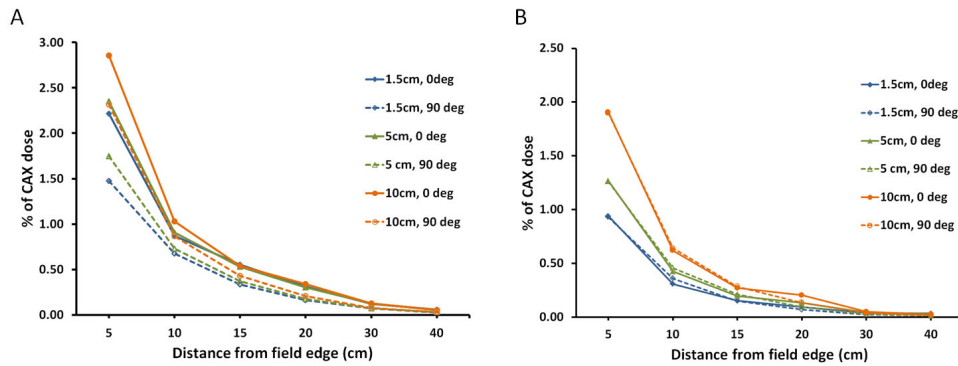 A
3.00
2.50
2.00
1.50
1.00
0.50
0.00
% of CAX dose
5 10 15 20 30 40
Distance from field edge (cm)
1.5cm, 0deg
1.5cm, 90 deg
5cm, 0 deg
5 cm, 90 deg
10cm, 0 deg
10cm, 90 deg
B
2.50
2.00
1.50
1.00
0.50
0.00
% of CAX dose
5 10 15 20 30 40
Distance from field edge (cm)
1.5cm, 0deg
1.5cm, 90 deg
5cm, 0 deg
5 cm, 90 deg
10cm, 0 deg
10cm, 90 deg